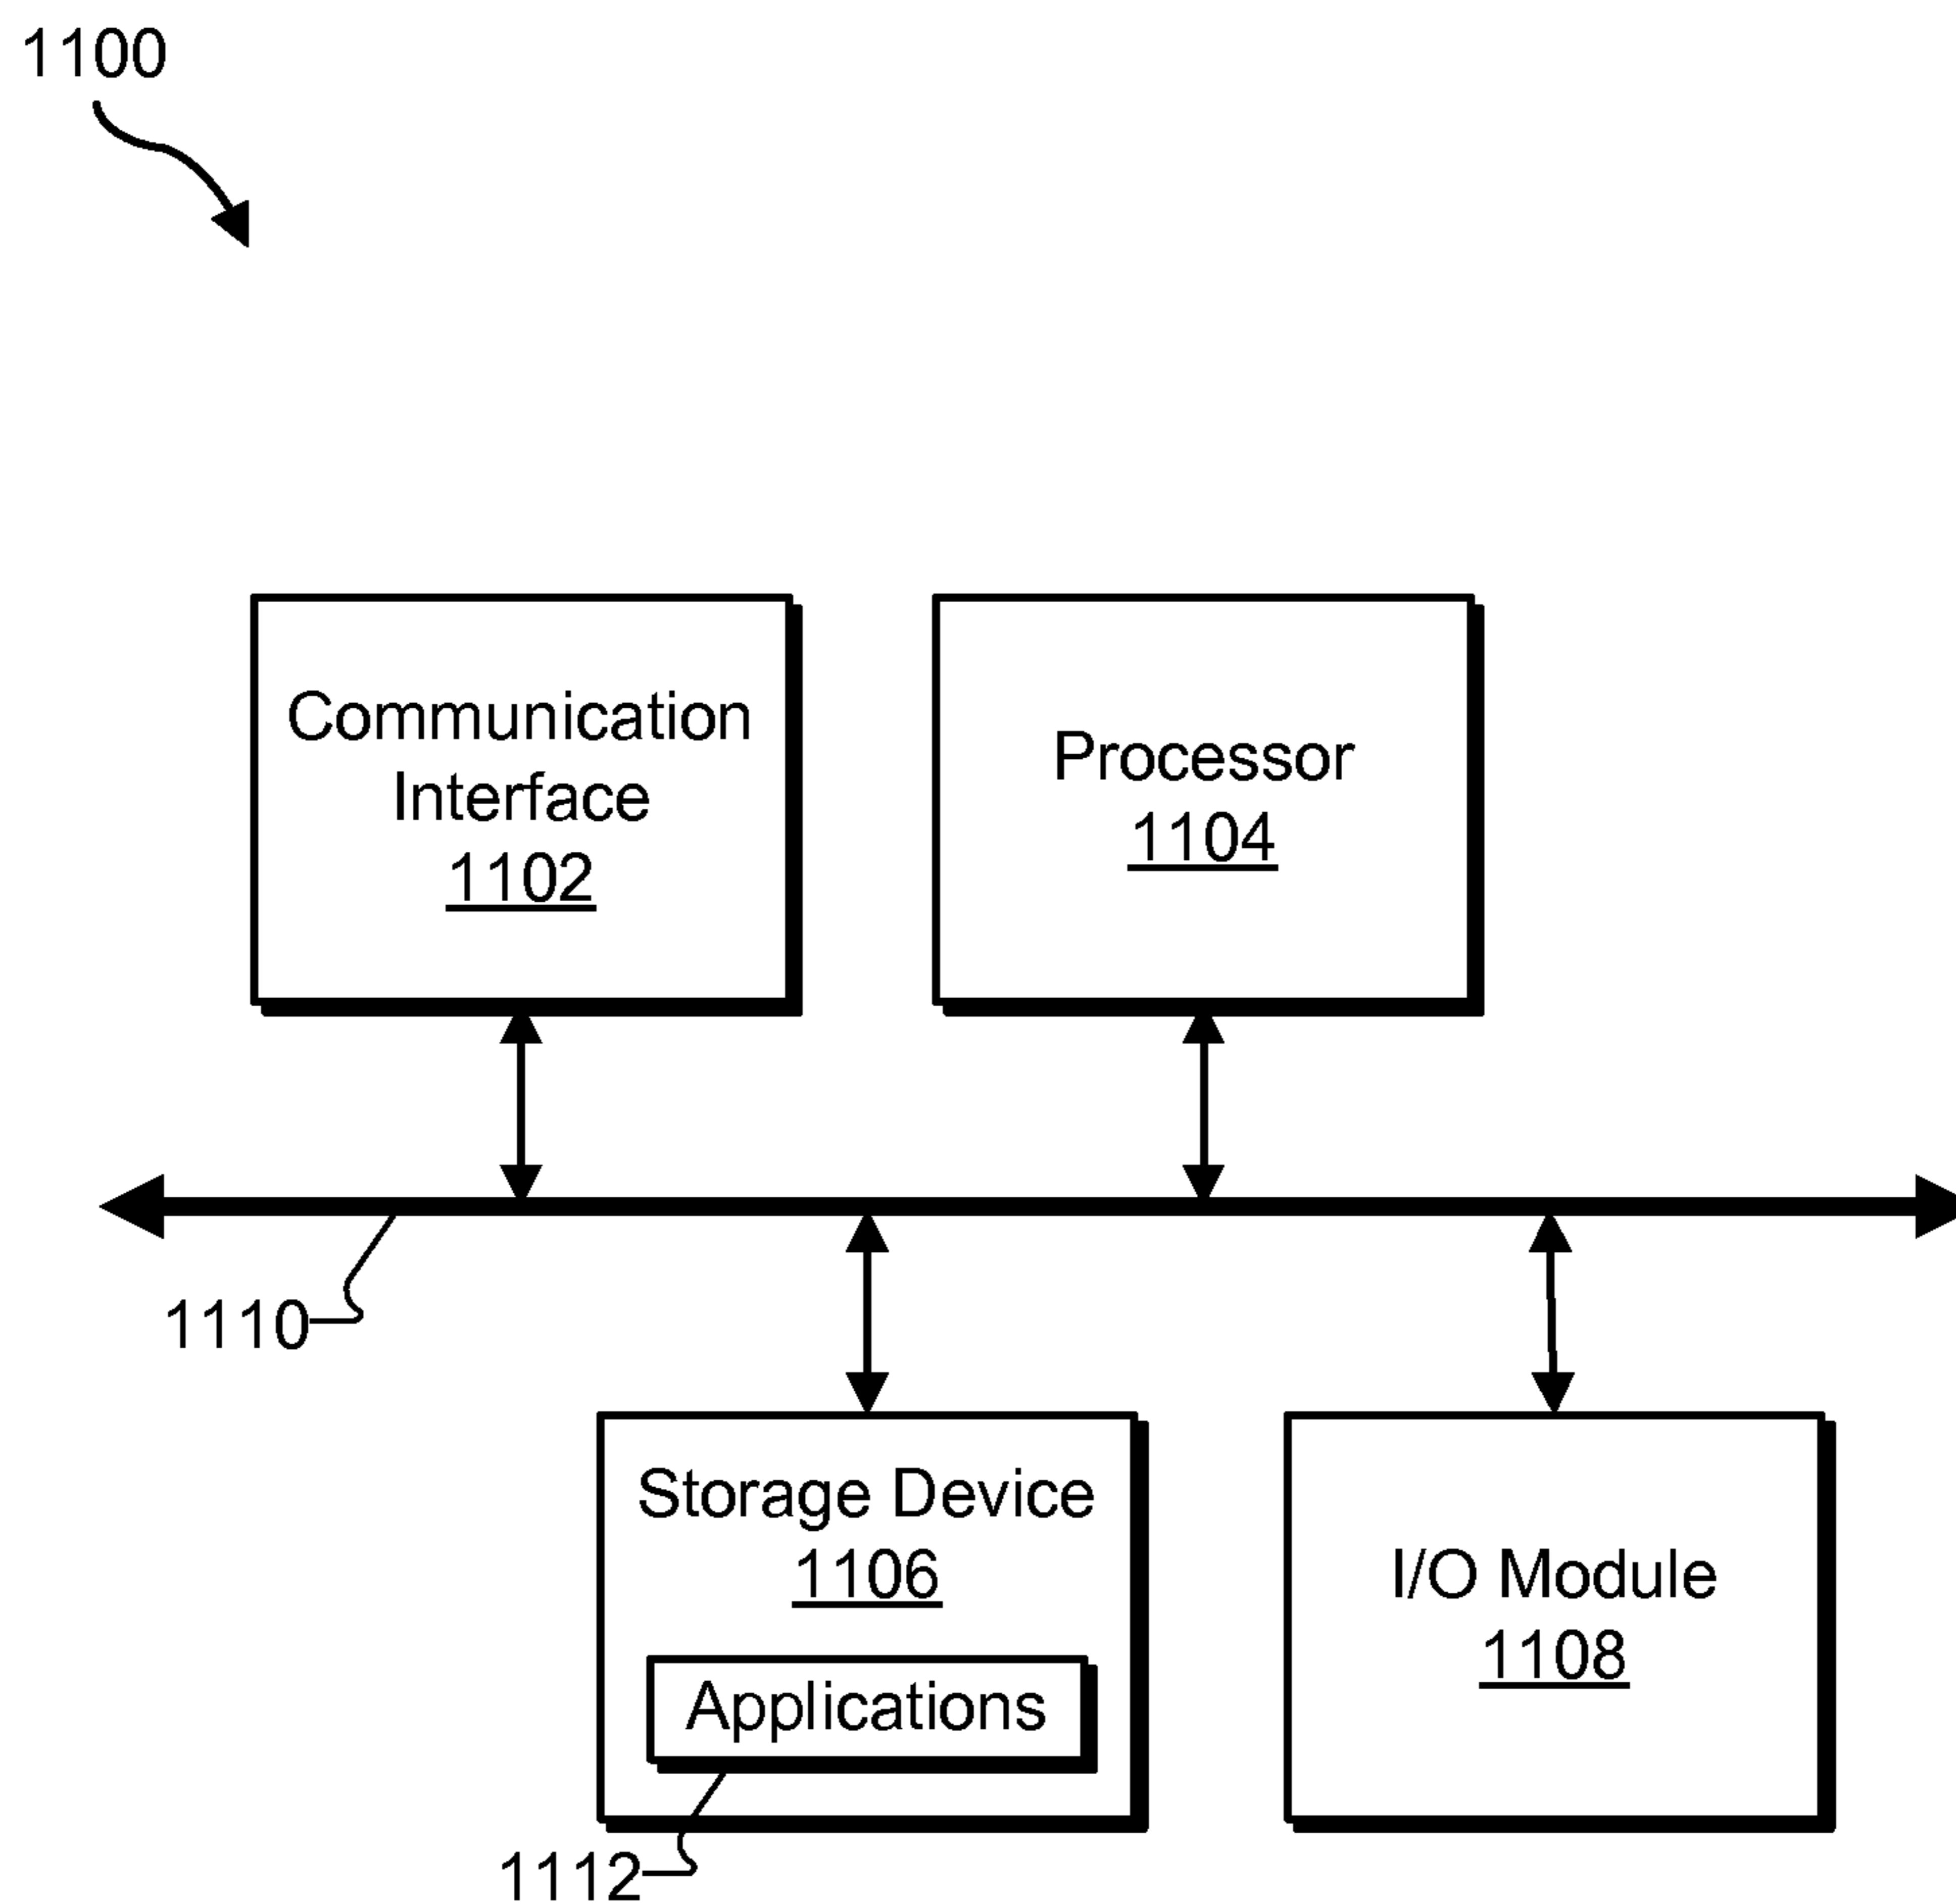 1100
Communication
Interface
1102
Processor
1104
1110
Storage Device
1106
Applications
1112
I/O Module
1108